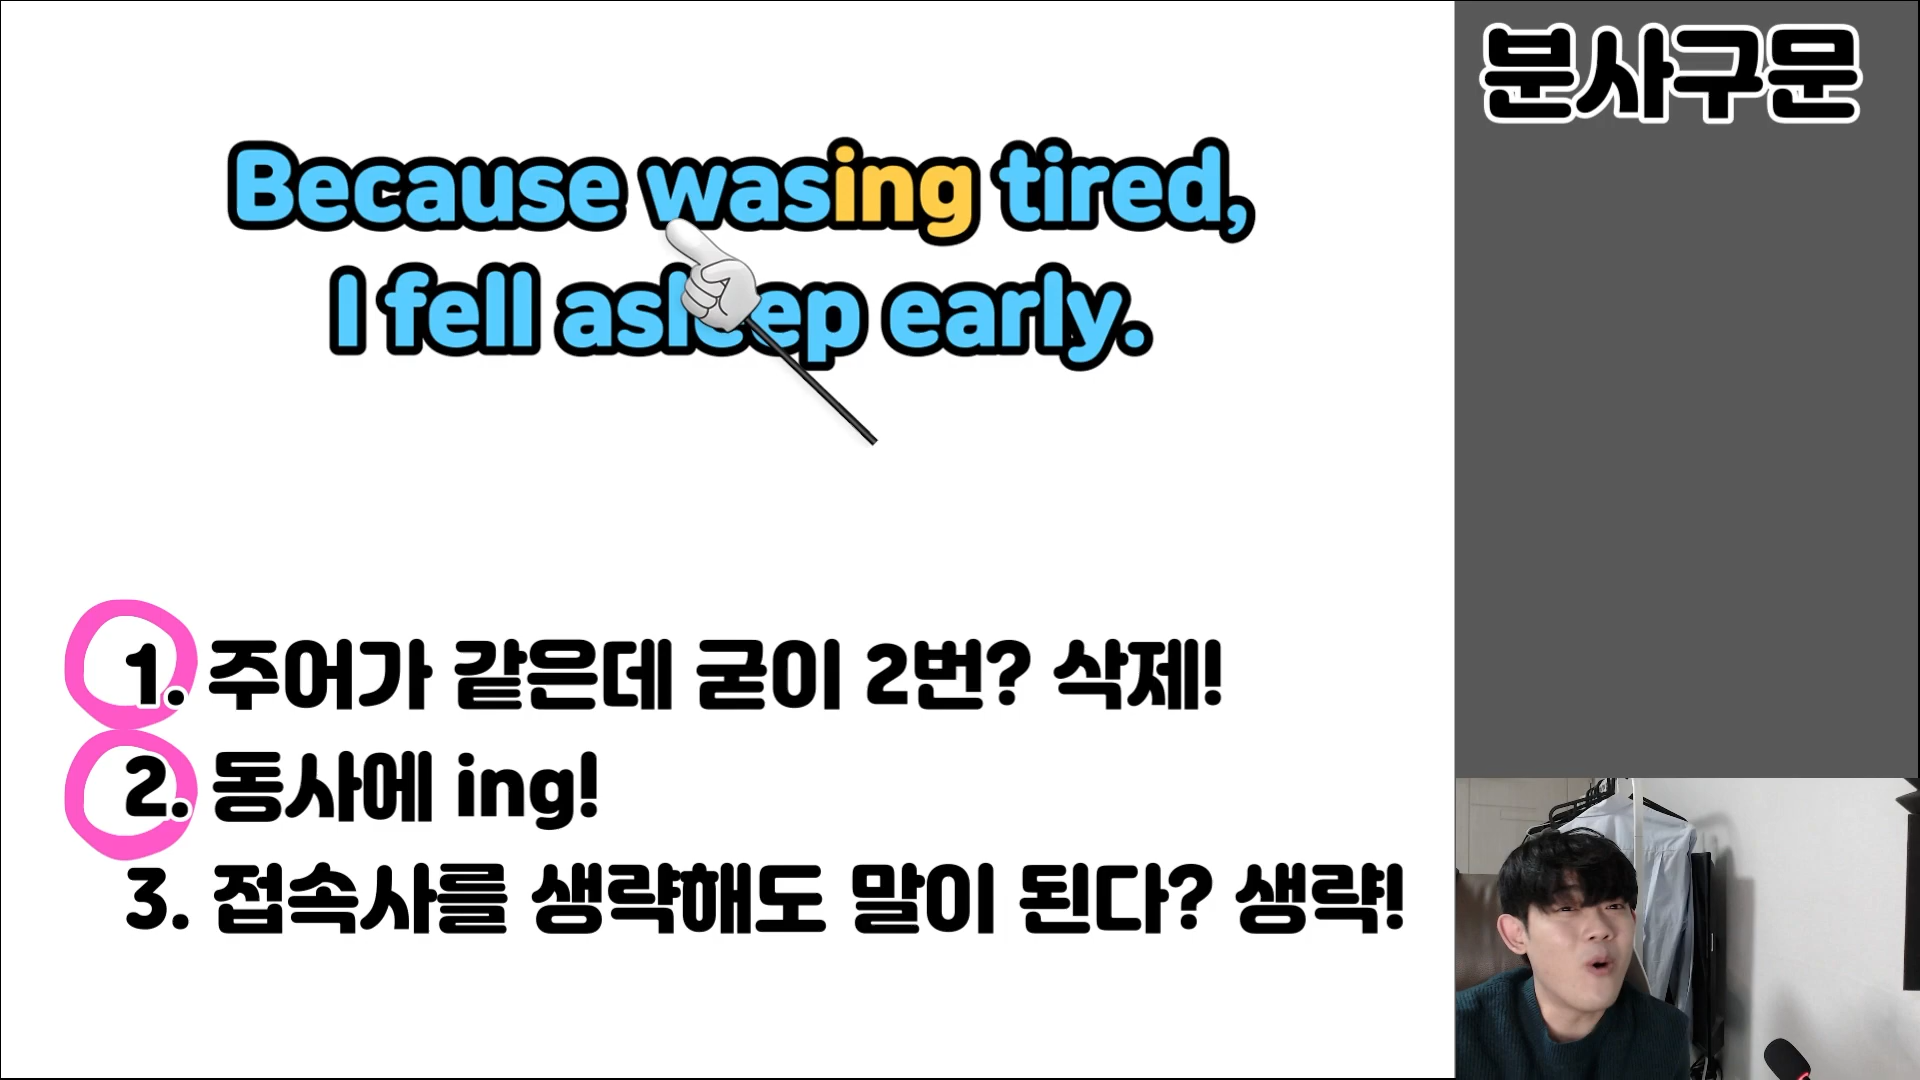 분사구문
Because wasing tired,
I fell asleep early.
1. 주어가 같은데 굳이 2번? 삭제!
2. 동사에 ing!
3. 접속사를 생략해도 말이 된다? 생략!